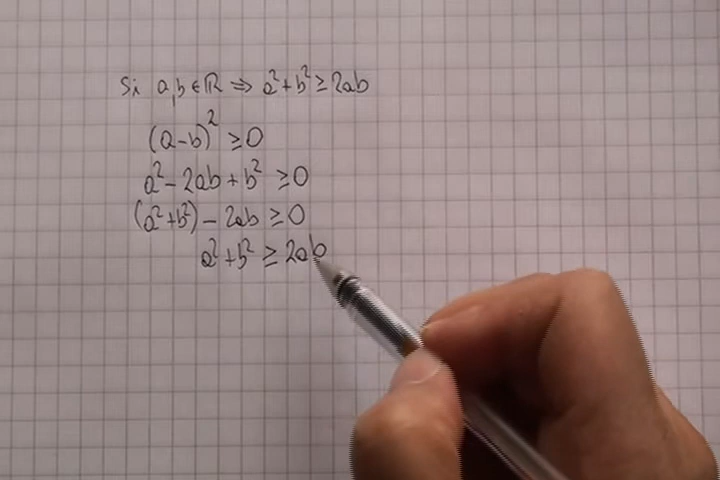 Si a,b ∈ ℝ ⇒ a² + b² ≥ 2ab
(a-b)² ≥ 0
a² - 2ab + b² ≥ 0
(a² + b²) - 2ab ≥ 0
a² + b² ≥ 2ab